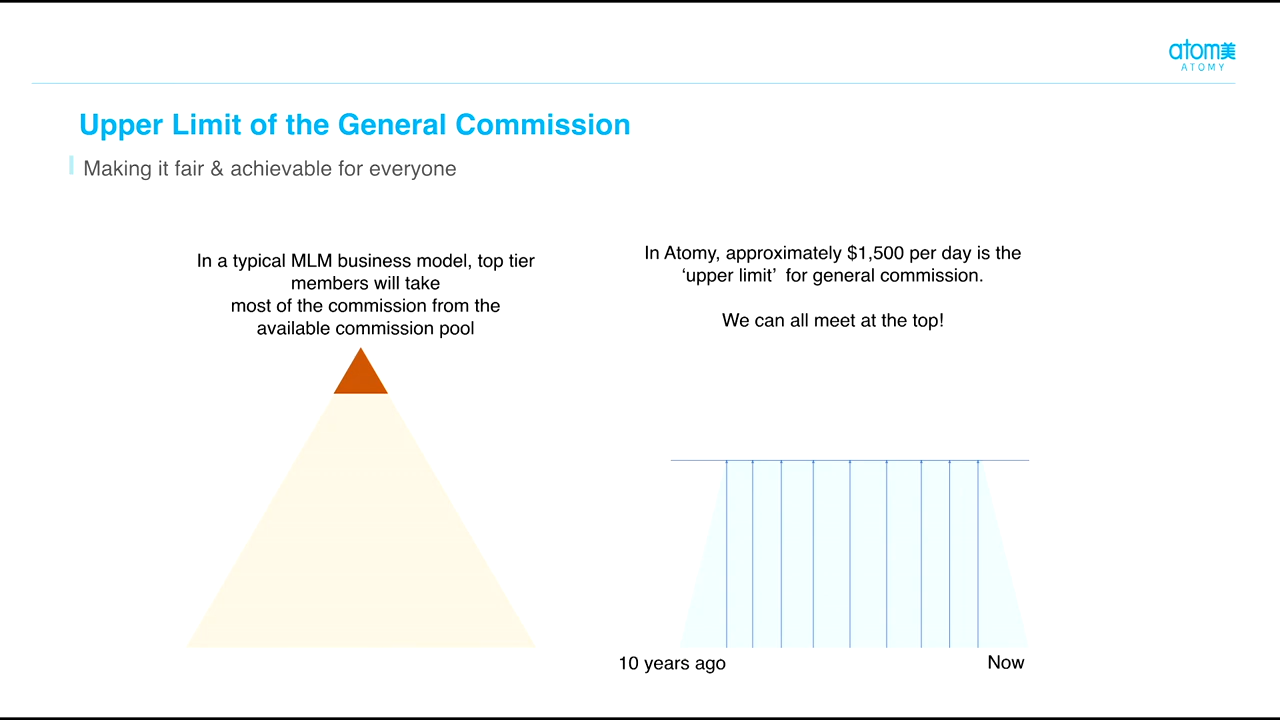 atom美
ATOMY
Upper Limit of the General Commission
Making it fair & achievable for everyone
In a typical MLM business model, top tier
members will take
most of the commission from the
available commission pool
In Atomy, approximately $1,500 per day is the
‘upper limit’ for general commission.
We can all meet at the top!
10 years ago
Now